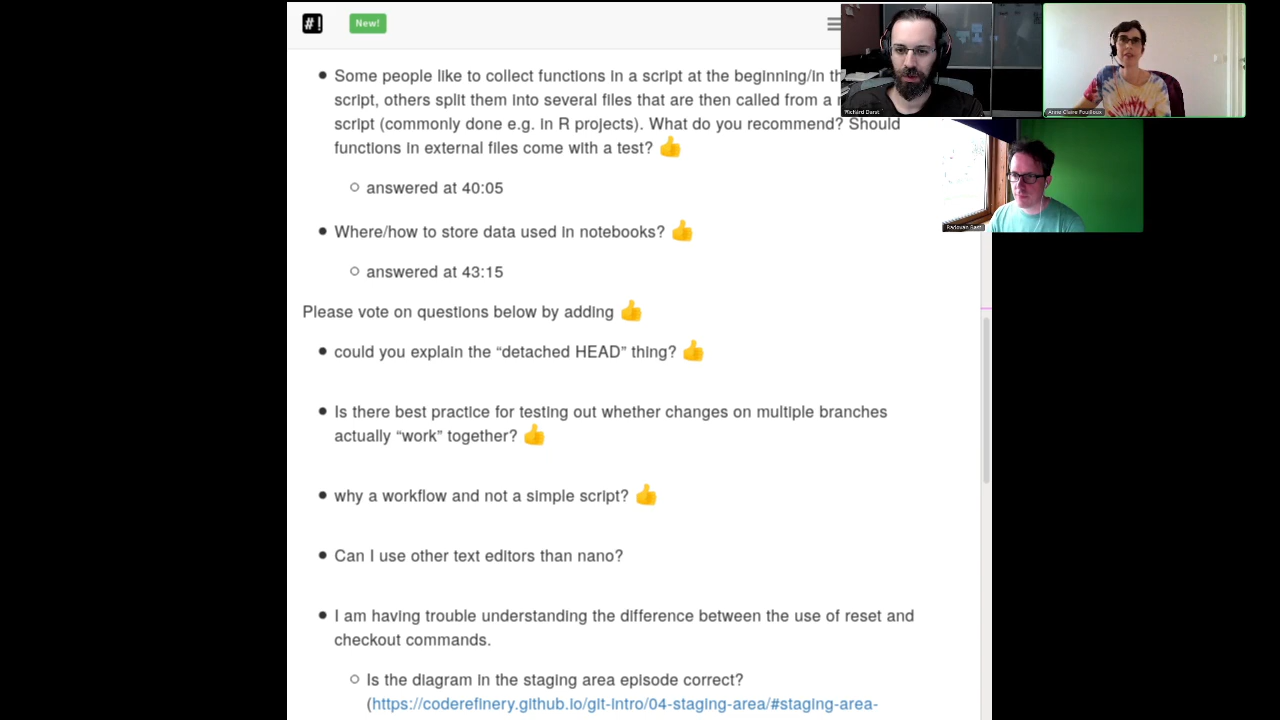 #!
New!
Some people like to collect functions in a script at the beginning/in th
script, others split them into several files that are then called from a
script (commonly done e.g. in R projects). What do you recommend? Should
functions in external files come with a test? 👍
answered at 40:05
Where/how to store data used in notebooks? 👍
answered at 43:15
Please vote on questions below by adding 👍
could you explain the “detached HEAD” thing? 👍
Is there best practice for testing out whether changes on multiple branches
actually “work” together? 👍
why a workflow and not a simple script? 👍
Can I use other text editors than nano?
I am having trouble understanding the difference between the use of reset and
checkout commands.
Is the diagram in the staging area episode correct?
(https://coderefinery.github.io/git-intro/04-staging-area/#staging-area-
Richard Darst
Anne Claire Fouilloux
Radovan Bast